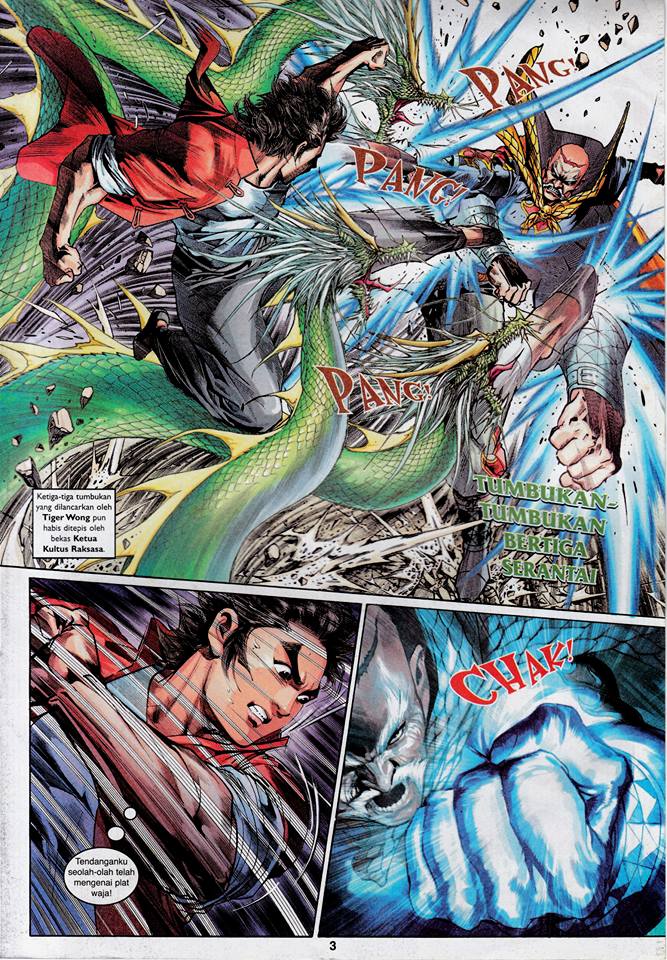 PANG!
PANG!
PANG!
Ketiga-tiga tumbukan
yang dilancarkan oleh
Tiger Wong pun
habis ditepis oleh
bekas Ketua
Kultus Raksasa.
TUMBUKAN-
TUMBUKAN
BERTIGA
SERANTAI
CHAK!
Tendanganku
seolah-olah telah
mengenai plat
waja!
3